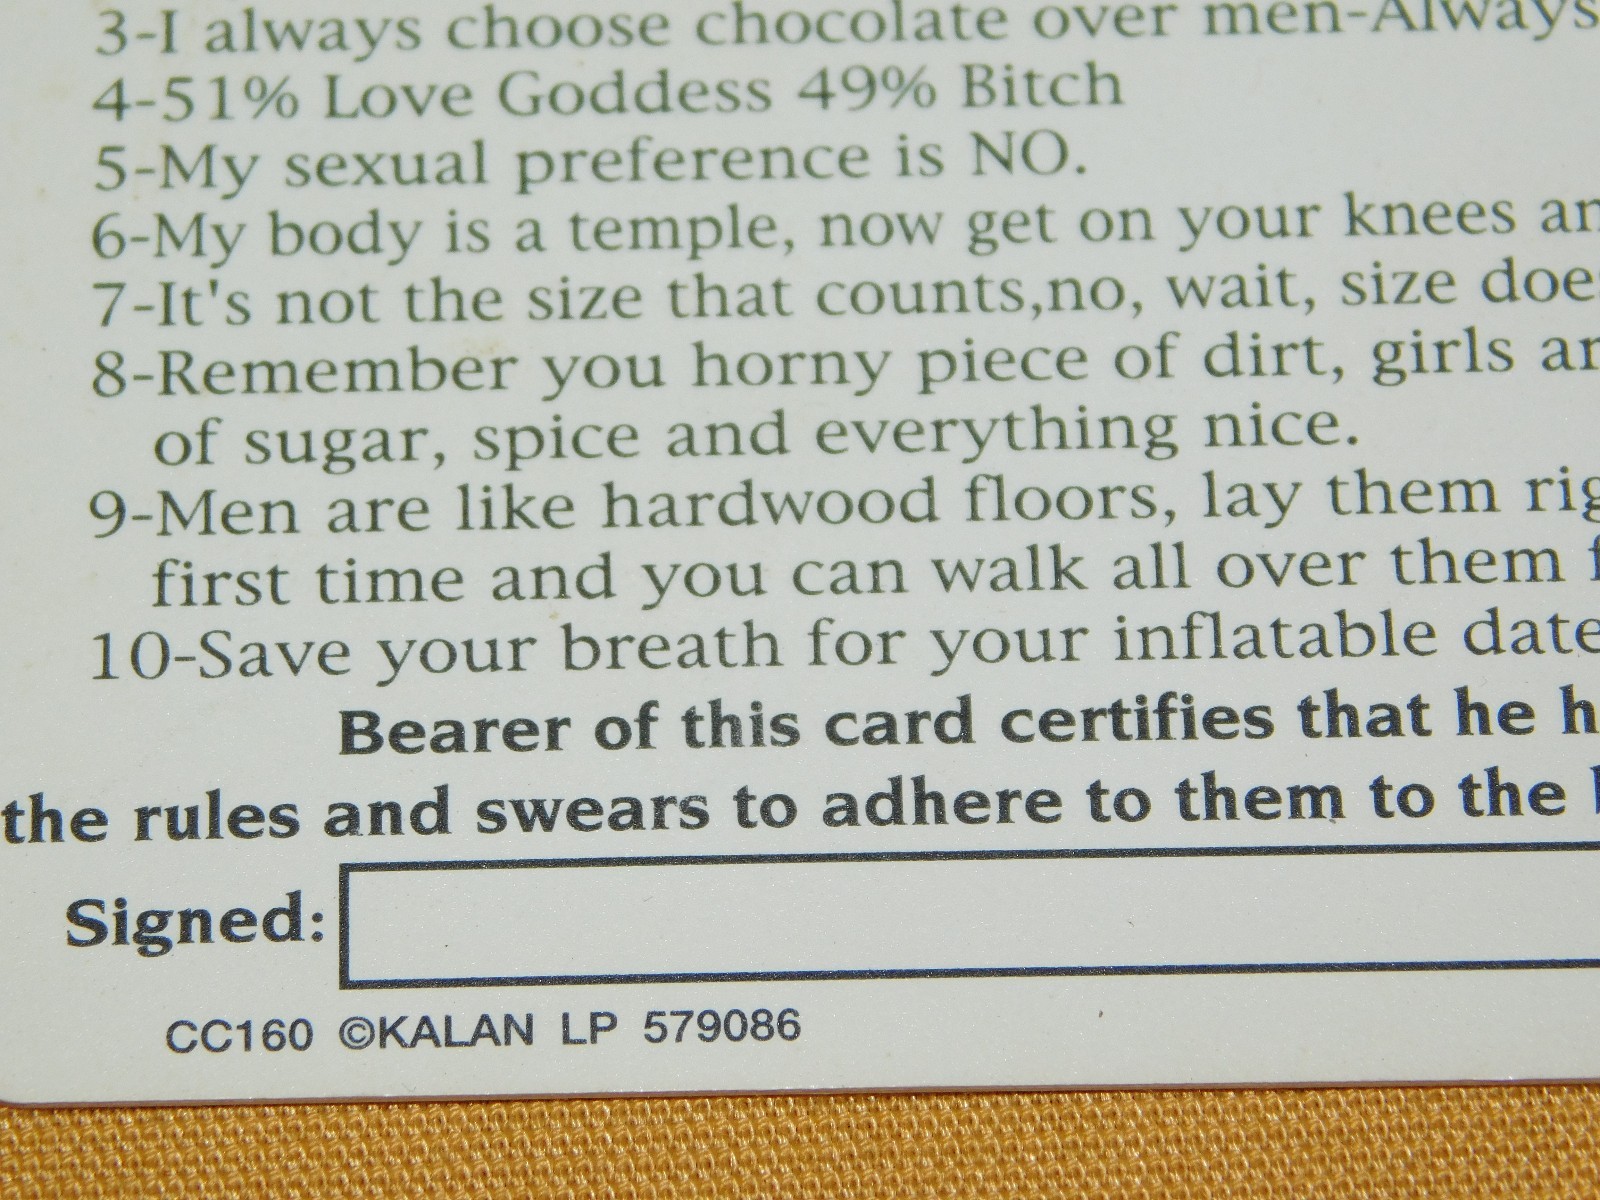 3-I always choose chocolate over men-Always
4-51% Love Goddess 49% Bitch
5-My sexual preference is NO.
6-My body is a temple, now get on your knees
7-It's not the size that counts,no, wait, size
8-Remember you horny piece of dirt, girls
of sugar, spice and everything nice.
9-Men are like hardwood floors, lay them
first time and you can walk all over them
10-Save your breath for your inflatable date
Bearer of this card certifies that he
the rules and swears to adhere to them to the
Signed:
CC160 ©KALAN LP 579086